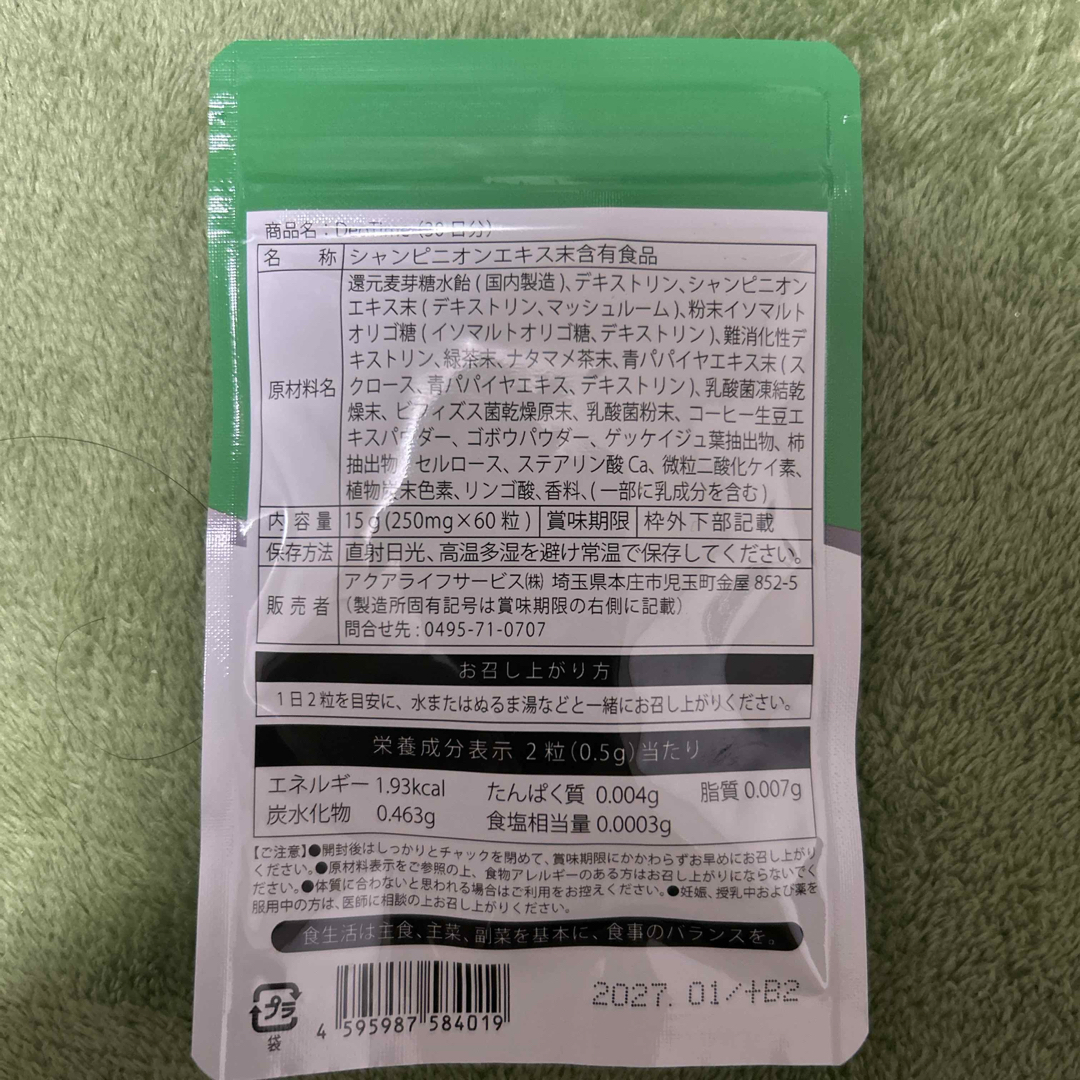 商品名：DeoTime (30日分)
名 称 シャンピニオンエキス末含有食品
原材料名
還元麦芽糖水飴(国内製造)、デキストリン、シャンピニオン
エキス末(デキストリン、マッシュルーム)、粉末イソマルト
オリゴ糖(イソマルトオリゴ糖、デキストリン)、難消化性デ
キストリン、緑茶末、ナタマメ茶末、青パパイヤエキス末(ス
クロース、青パパイヤエキス、デキストリン)、乳酸菌凍結乾
燥末、ビフィズス菌乾燥原末、乳酸菌粉末、コーヒー生豆エ
キスパウダー、ゴボウパウダー、ゲッケイジュ葉抽出物、柿
抽出物、セルロース、ステアリン酸Ca、微粒二酸化ケイ素、
植物炭末色素、リンゴ酸、香料、(一部に乳成分を含む)
内容量 15g(250mg×60粒) 賞味期限 枠外下部記載
保存方法 直射日光、高温多湿を避け常温で保存してください。
販売者
アクアライフサービス㈱ 埼玉県本庄市児玉町金屋852-5
(製造所固有記号は賞味期限の右側に記載)
問合せ先:0495-71-0707
お召し上がり方
1日2粒を目安に、水またはぬるま湯などと一緒にお召し上がりください。
栄養成分表示 2粒(0.5g)当たり
エネルギー 1.93kcal たんぱく質 0.004g 脂質 0.007g
炭水化物 0.463g 食塩相当量 0.0003g
【ご注意】●開封後はしっかりとチャックを閉めて、賞味期限にかかわらずお早めにお召し上がり
ください。●原材料表示をご参照の上、食物アレルギーのある方はお召し上がりにならないでく
ださい。●体質に合わないと思われる場合はご利用をお控えください。●妊娠、授乳中および薬を
服用中の方は、医師に相談の上お召し上がりください。
食生活は主食、主菜、副菜を基本に、食事のバランスを。
プラ
袋
4 595987 584019
2027. 01/+B2